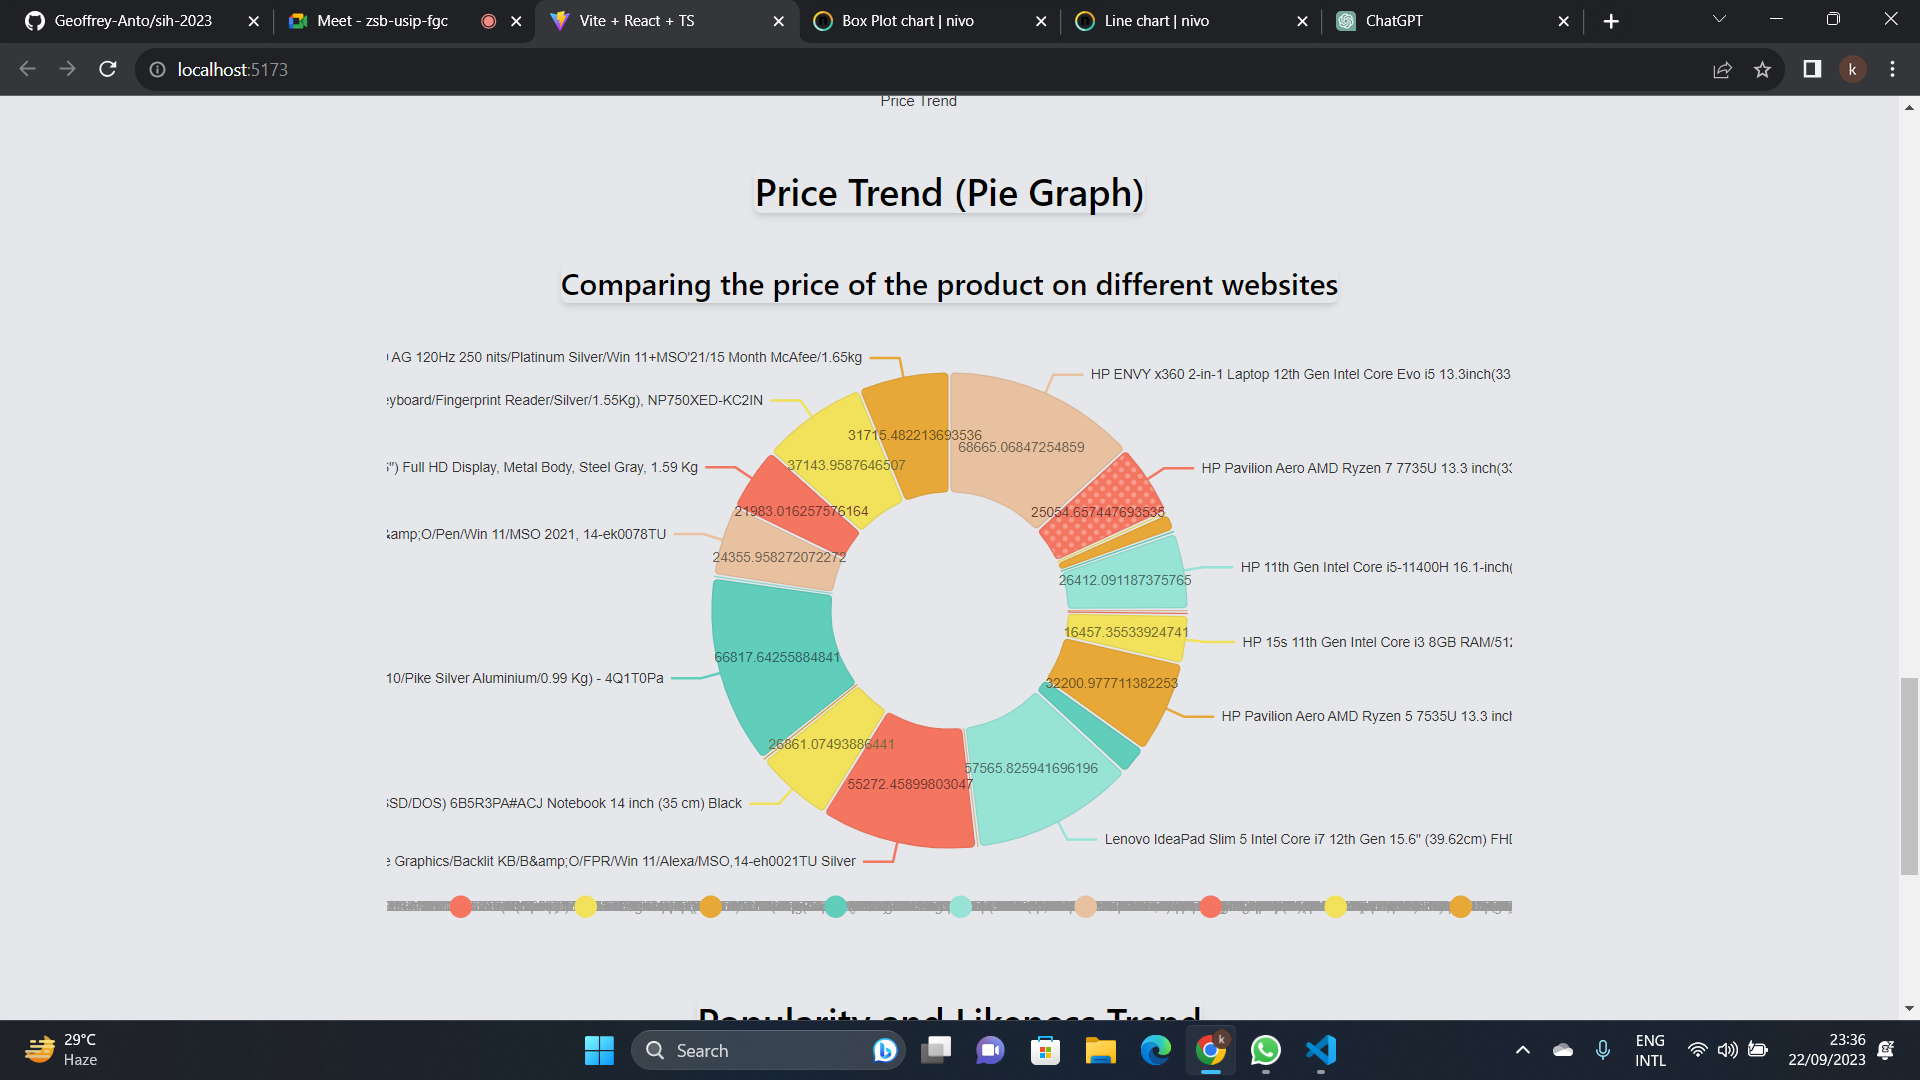 Geoffrey-Anto/sih-2023
Meet - zsb-usip-fgc
Vite + React + TS
Box Plot chart | nivo
Line chart | nivo
ChatGPT
localhost:5173
k
Price Trend
Price Trend (Pie Graph)
Comparing the price of the product on different websites
AG 120Hz 250 nits/Platinum Silver/Win 11+MSO'21/15 Month McAfee/1.65kg
HP ENVY x360 2-in-1 Laptop 12th Gen Intel Core Evo i5 13.3inch(33
eyboard/Fingerprint Reader/Silver/1.55Kg), NP750XED-KC2IN
31715.482213693536
68665.06847254859
37143.9587646507
") Full HD Display, Metal Body, Steel Gray, 1.59 Kg
HP Pavilion Aero AMD Ryzen 7 7735U 13.3 inch(33
21983.016257576164
25054.657447693535
&amp;O/Pen/Win 11/MSO 2021, 14-ek0078TU
24355.958272072272
HP 11th Gen Intel Core i5-11400H 16.1-inch(
26412.091187375765
16457.35533924741
HP 15s 11th Gen Intel Core i3 8GB RAM/512
66817.64255884841
10/Pike Silver Aluminium/0.99 Kg) - 4Q1T0Pa
32200.977711382253
HP Pavilion Aero AMD Ryzen 5 7535U 13.3 inch
26861.07493886441
57565.825941696196
55272.45899803047
SSD/DOS) 6B5R3PA#ACJ Notebook 14 inch (35 cm) Black
Lenovo IdeaPad Slim 5 Intel Core i7 12th Gen 15.6" (39.62cm) FHD
e Graphics/Backlit KB/B&amp;O/FPR/Win 11/Alexa/MSO,14-eh0021TU Silver
Popularity and Likeness Trend
29°C
Haze
Search
k
ENG
INTL
23:36
22/09/2023